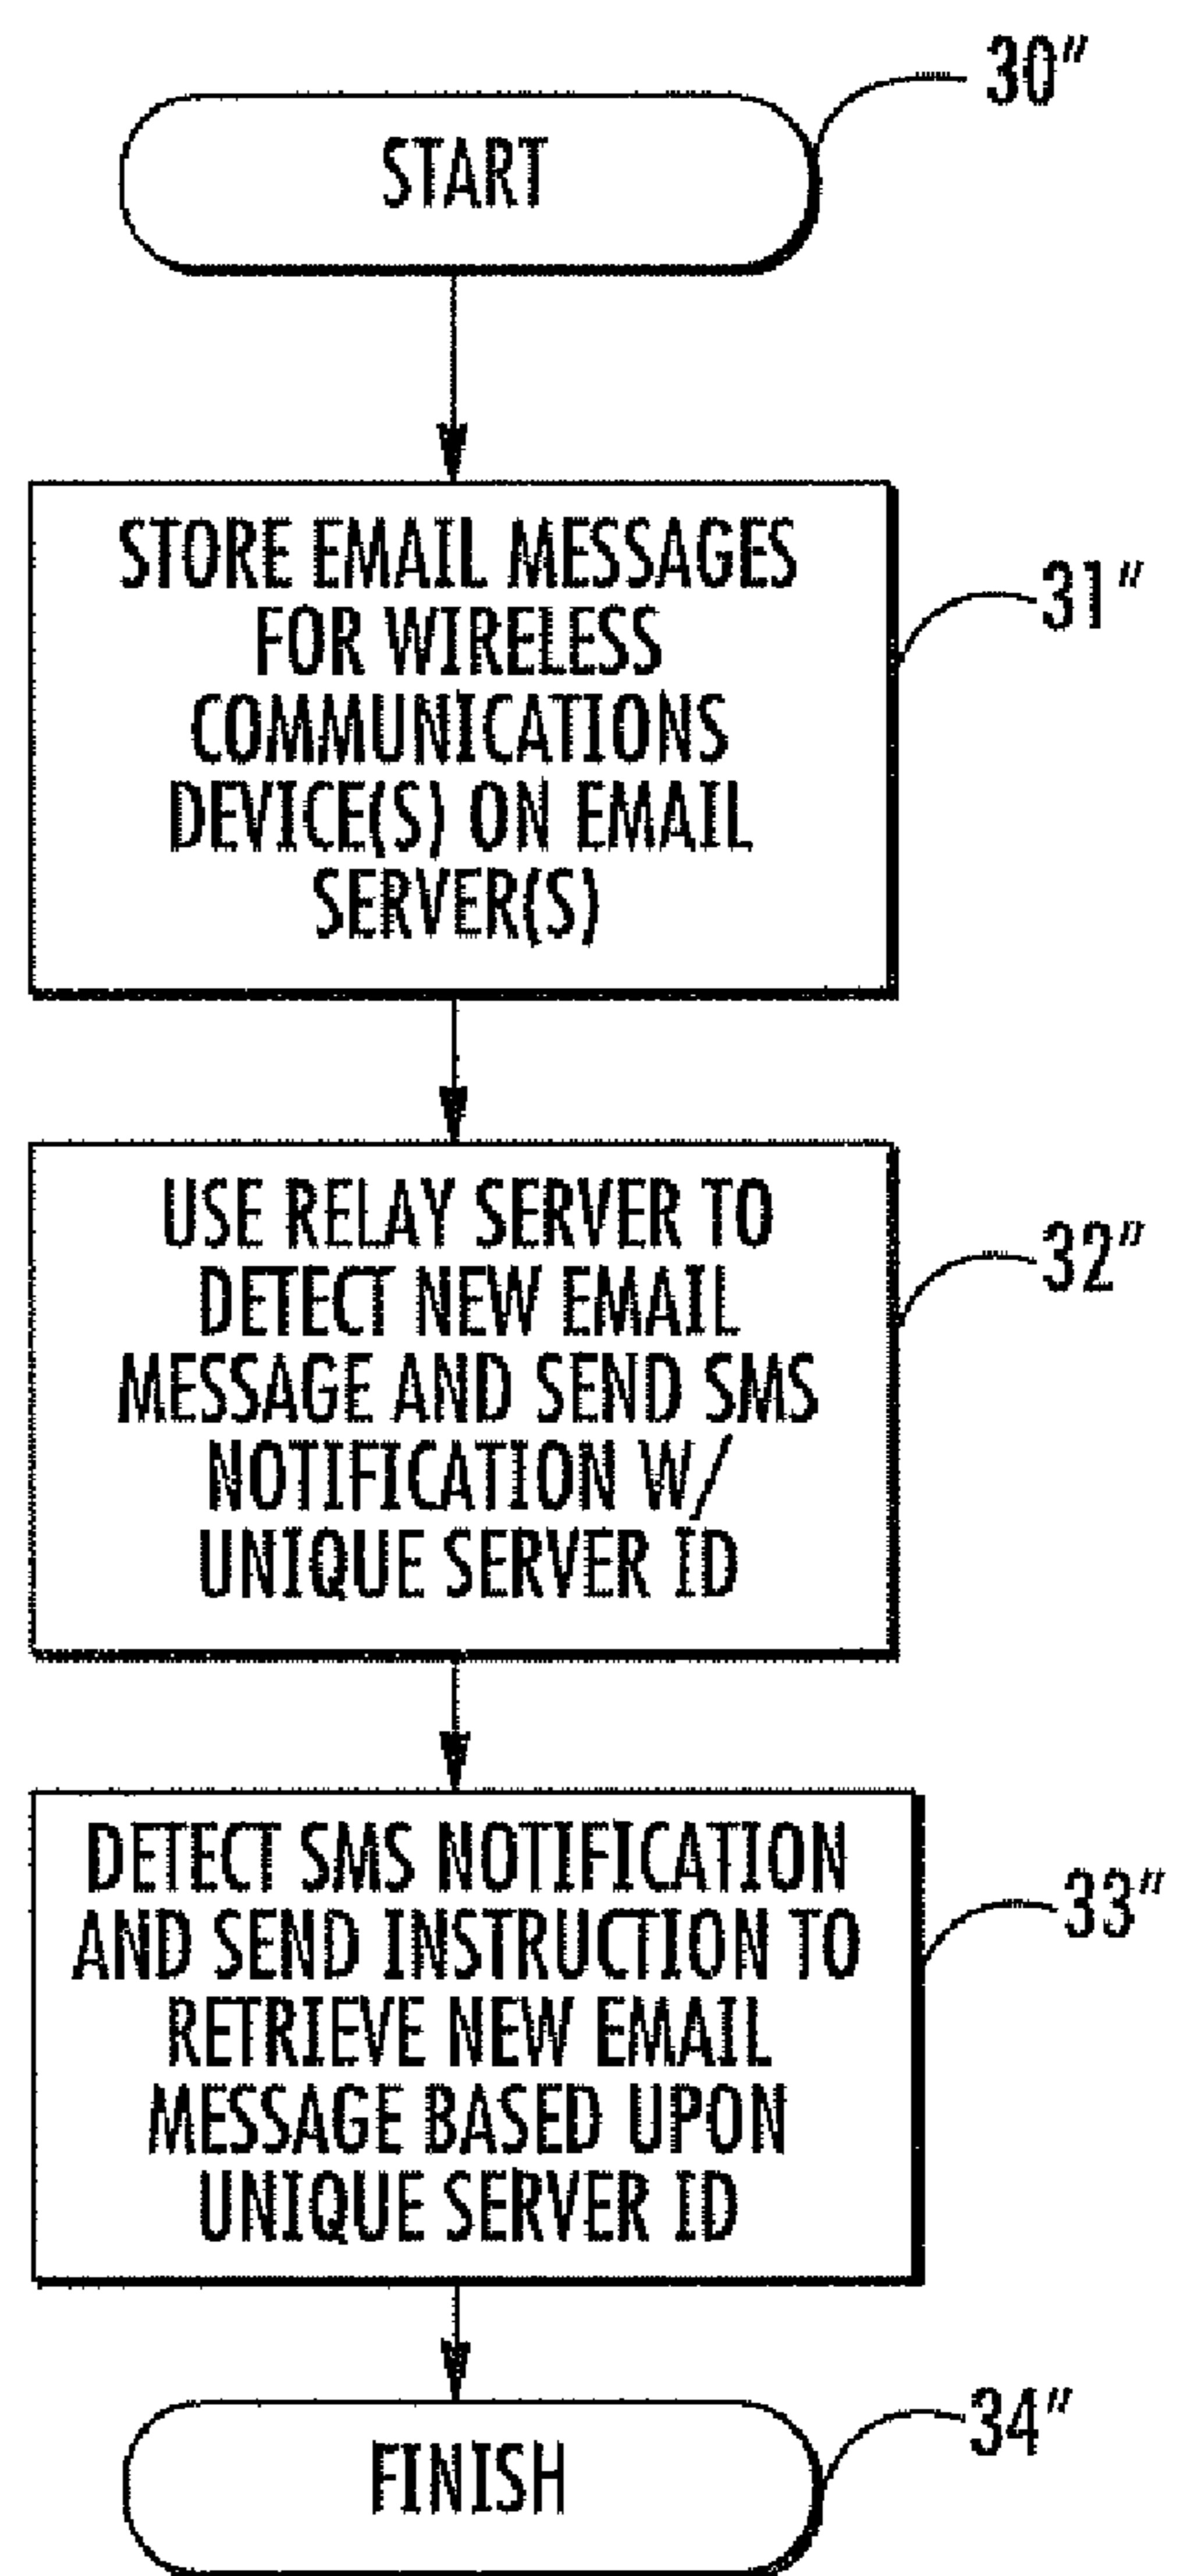 30"
START
STORE EMAIL MESSAGES
FOR WIRELESS
COMMUNICATIONS
DEVICE(S) ON EMAIL
SERVER(S)
31"
USE RELAY SERVER TO
DETECT NEW EMAIL
MESSAGE AND SEND SMS
NOTIFICATION W/
UNIQUE SERVER ID
32"
DETECT SMS NOTIFICATION
AND SEND INSTRUCTION TO
RETRIEVE NEW EMAIL
MESSAGE BASED UPON
UNIQUE SERVER ID
33"
FINISH
34"